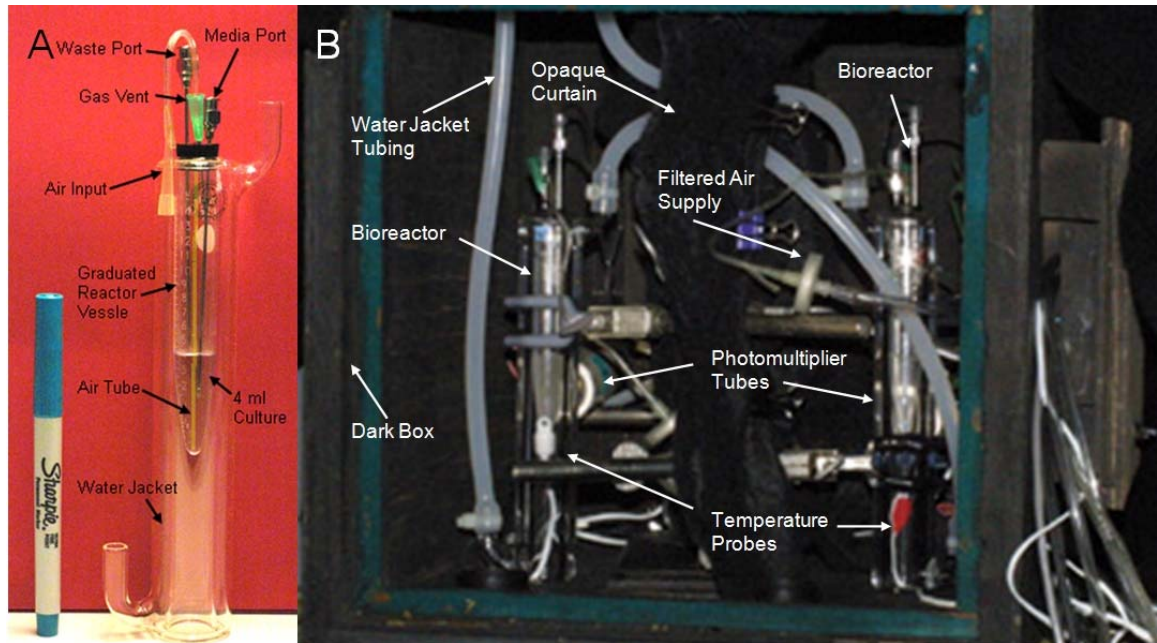 A
Waste Port
Media Port
Gas Vent
Air Input
Graduated
Reactor
Vessle
Air Tube
4 ml
Culture
Water Jacket
Sharpie
B
Opaque
Curtain
Bioreactor
Water Jacket
Tubing
Filtered Air
Supply
Bioreactor
Photomultiplier
Tubes
Dark Box
Temperature
Probes